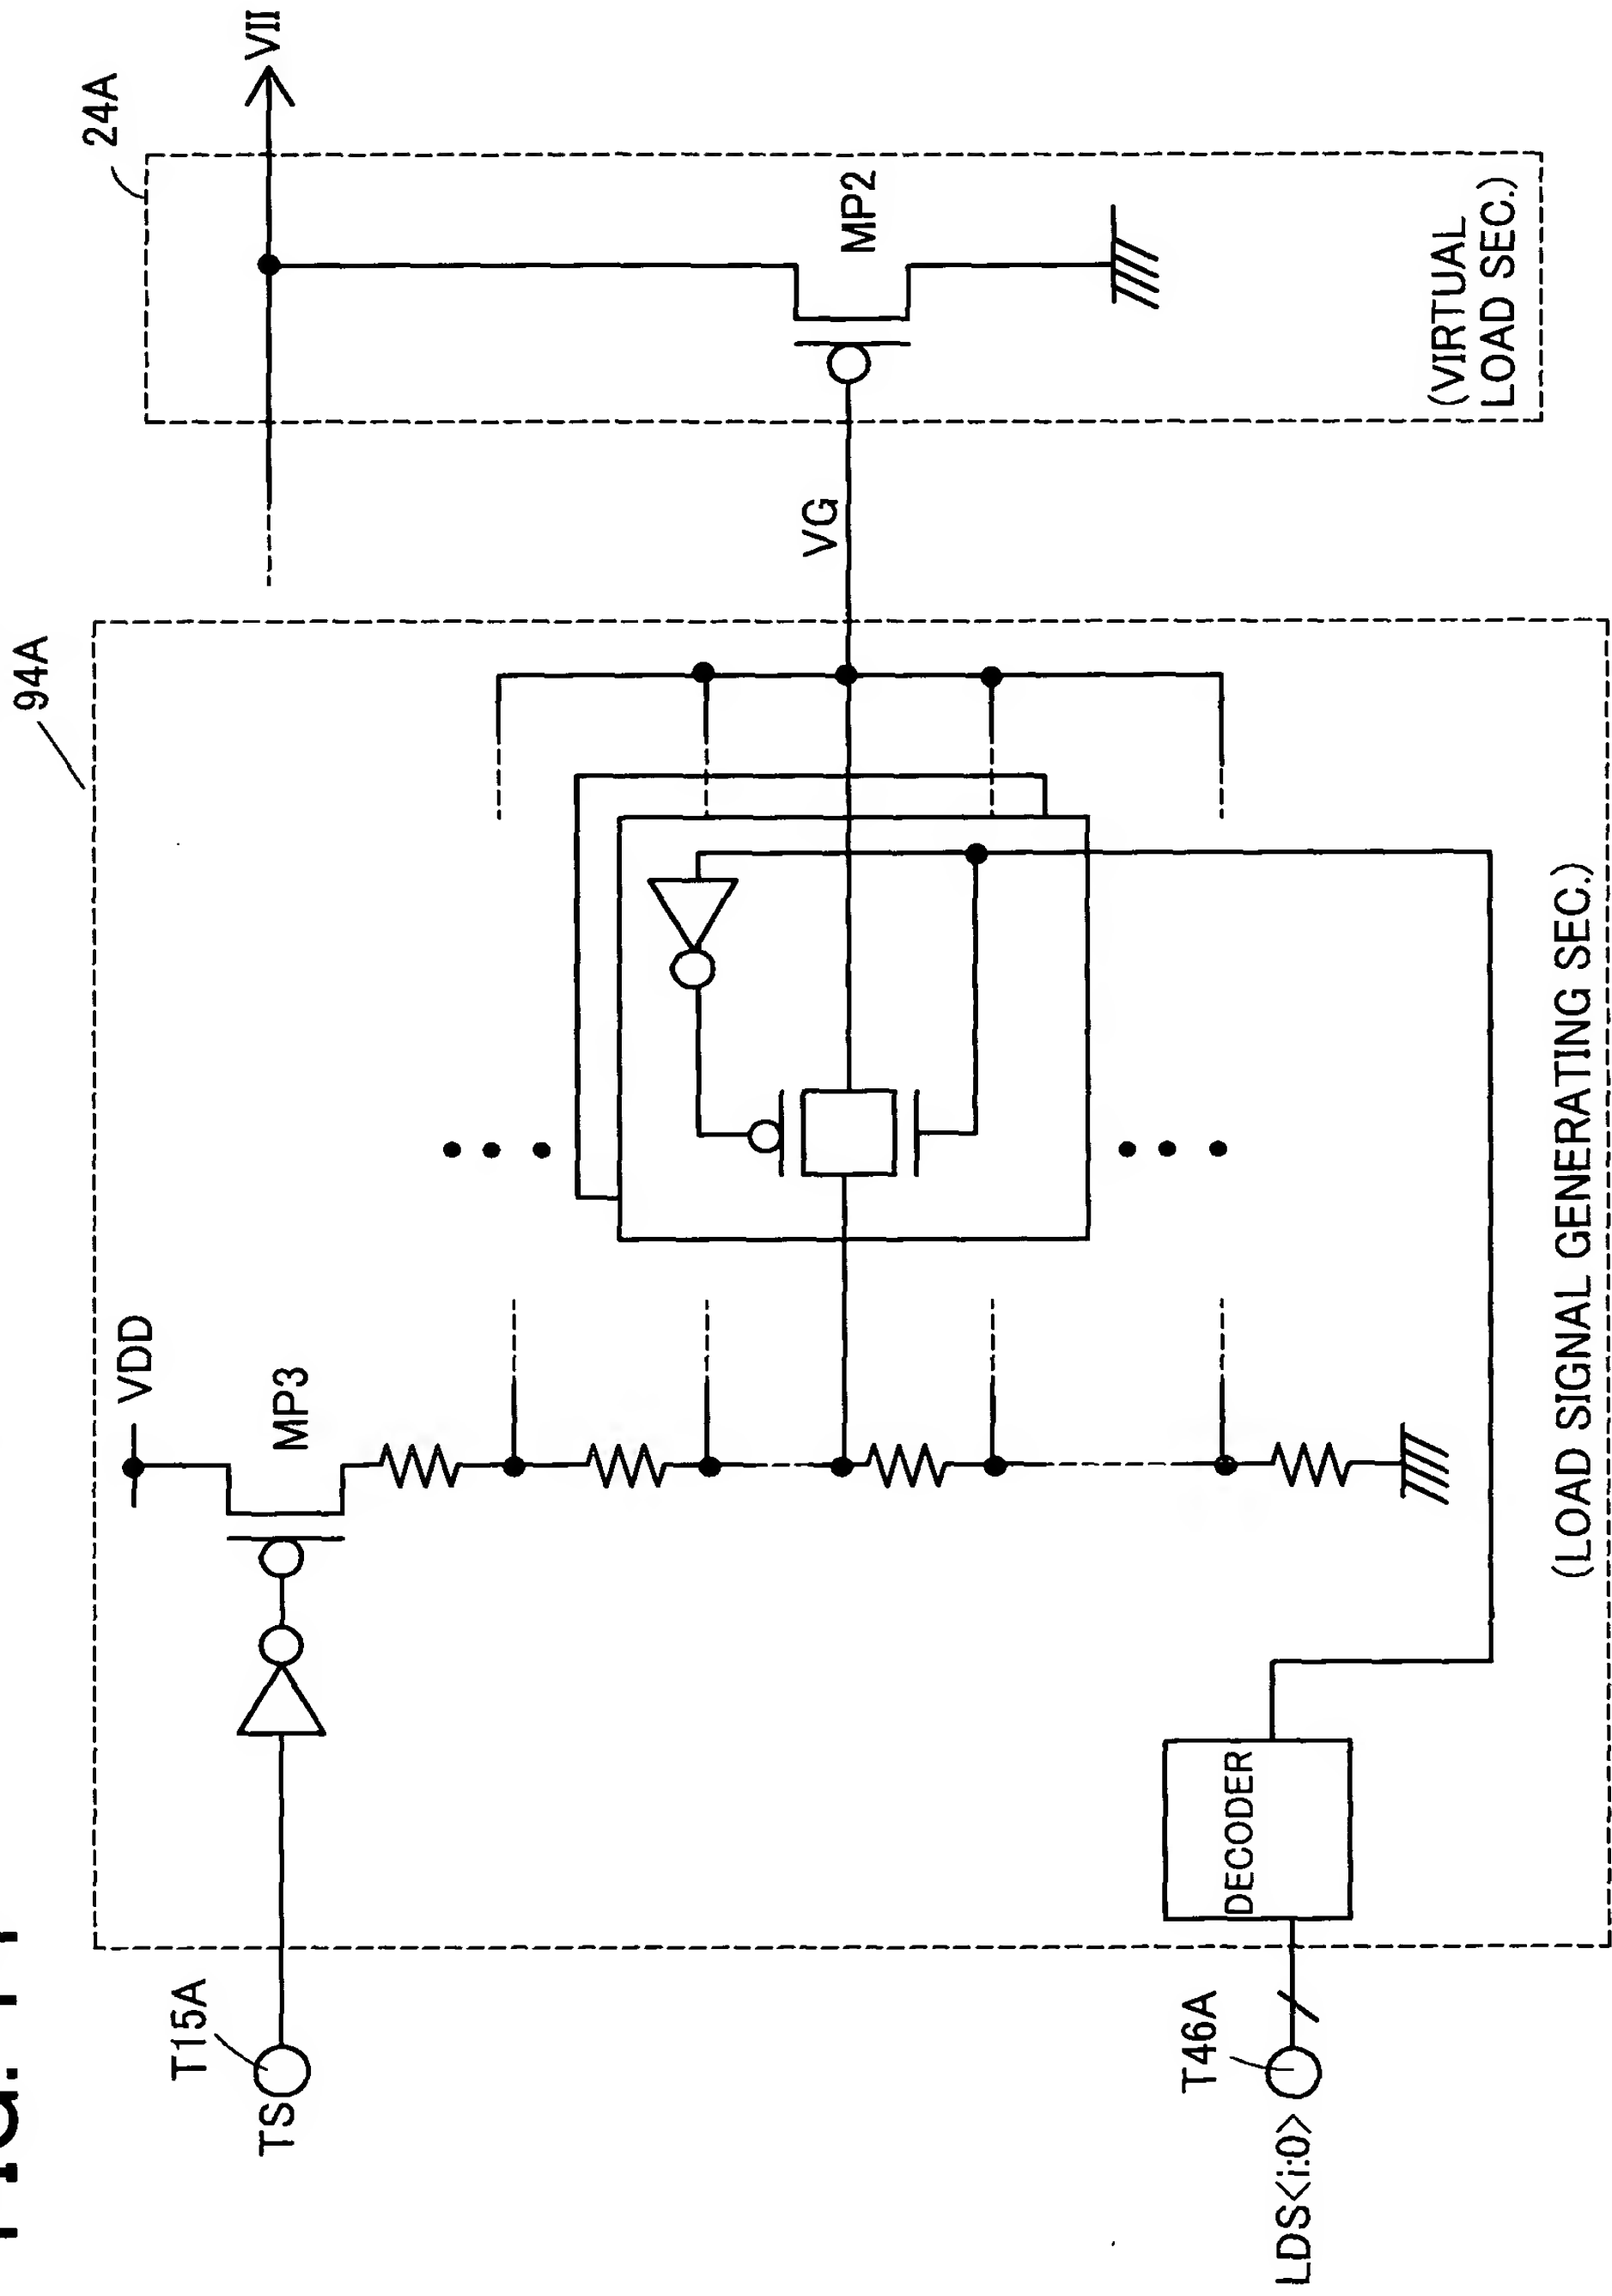 94A
24A
VDD
MP3
T15A
TS
VII
VG
MP2
DECODER
T46A
LDS<i:0>
(VIRTUAL
LOAD SEC.)
(LOAD SIGNAL GENERATING SEC.)